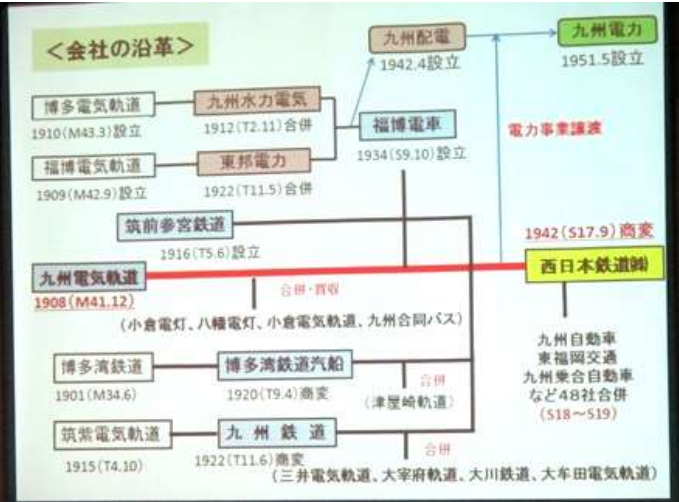 <会社の沿革>
九州配電
1942.4設立
九州電力
1951.5設立
博多電気軌道
1910(M43.3)設立
九州水力電気
1912(T2.11)合併
福博電車
1934(S9.10)設立
電力事業譲渡
福博電気軌道
1909(M42.9)設立
東邦電力
1922(T11.5)合併
筑前参宮鉄道
1916(T5.6)設立
1942(S17.9)商変
九州電気軌道
1908(M41.12)
西日本鉄道㈱
合併・買収
(小倉電灯、八幡電灯、小倉電気軌道、九州合同バス)
九州自動車
東福岡交通
九州乗合自動車
など48社合併
(S18～S19)
博多湾鉄道
1901(M34.6)
博多湾鉄道汽船
1920(T9.4)商変
合併
(津屋崎軌道)
筑紫電気軌道
1915(T4.10)
九州鉄道
1922(T11.6)商変
合併
(三井電気軌道、大宰府軌道、大川鉄道、大牟田電気軌道)